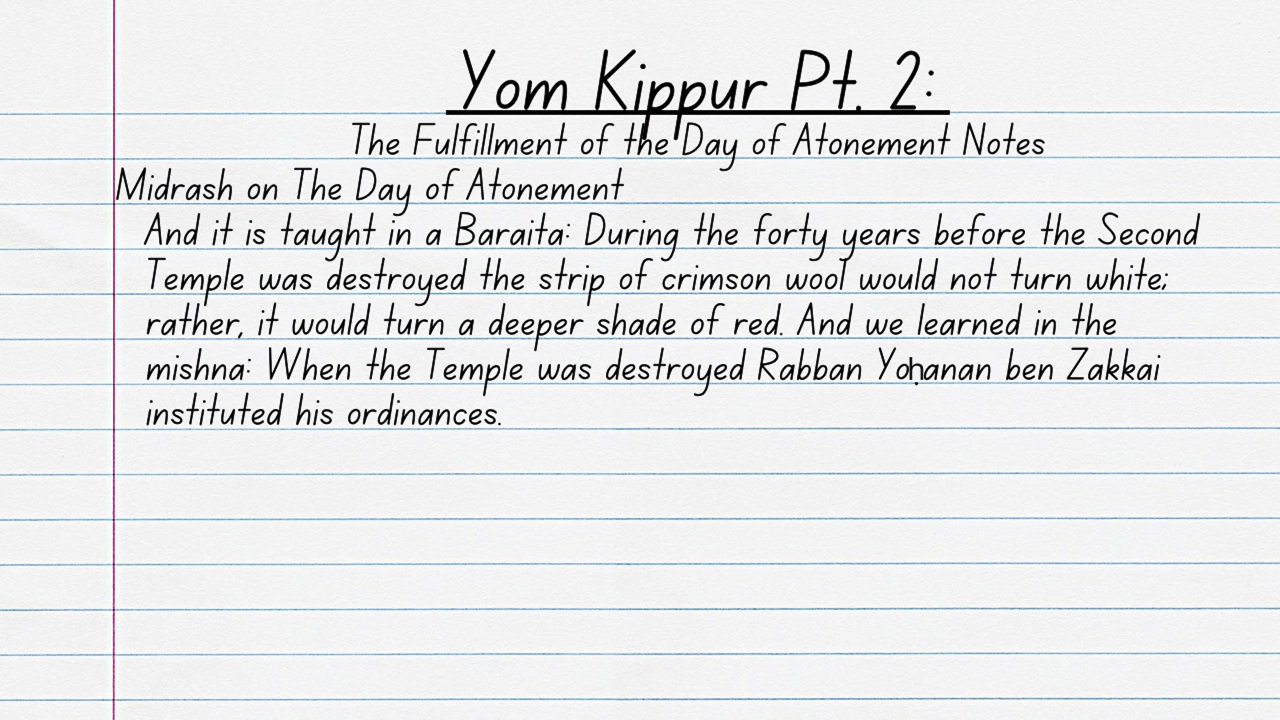 Yom Kippur Pt. 2:
The Fulfillment of the Day of Atonement Notes
Midrash on The Day of Atonement
And it is taught in a Baraita: During the forty years before the Second
Temple was destroyed the strip of crimson wool would not turn white;
rather, it would turn a deeper shade of red. And we learned in the
mishna: When the Temple was destroyed Rabban Yoḥanan ben Zakkai
instituted his ordinances.